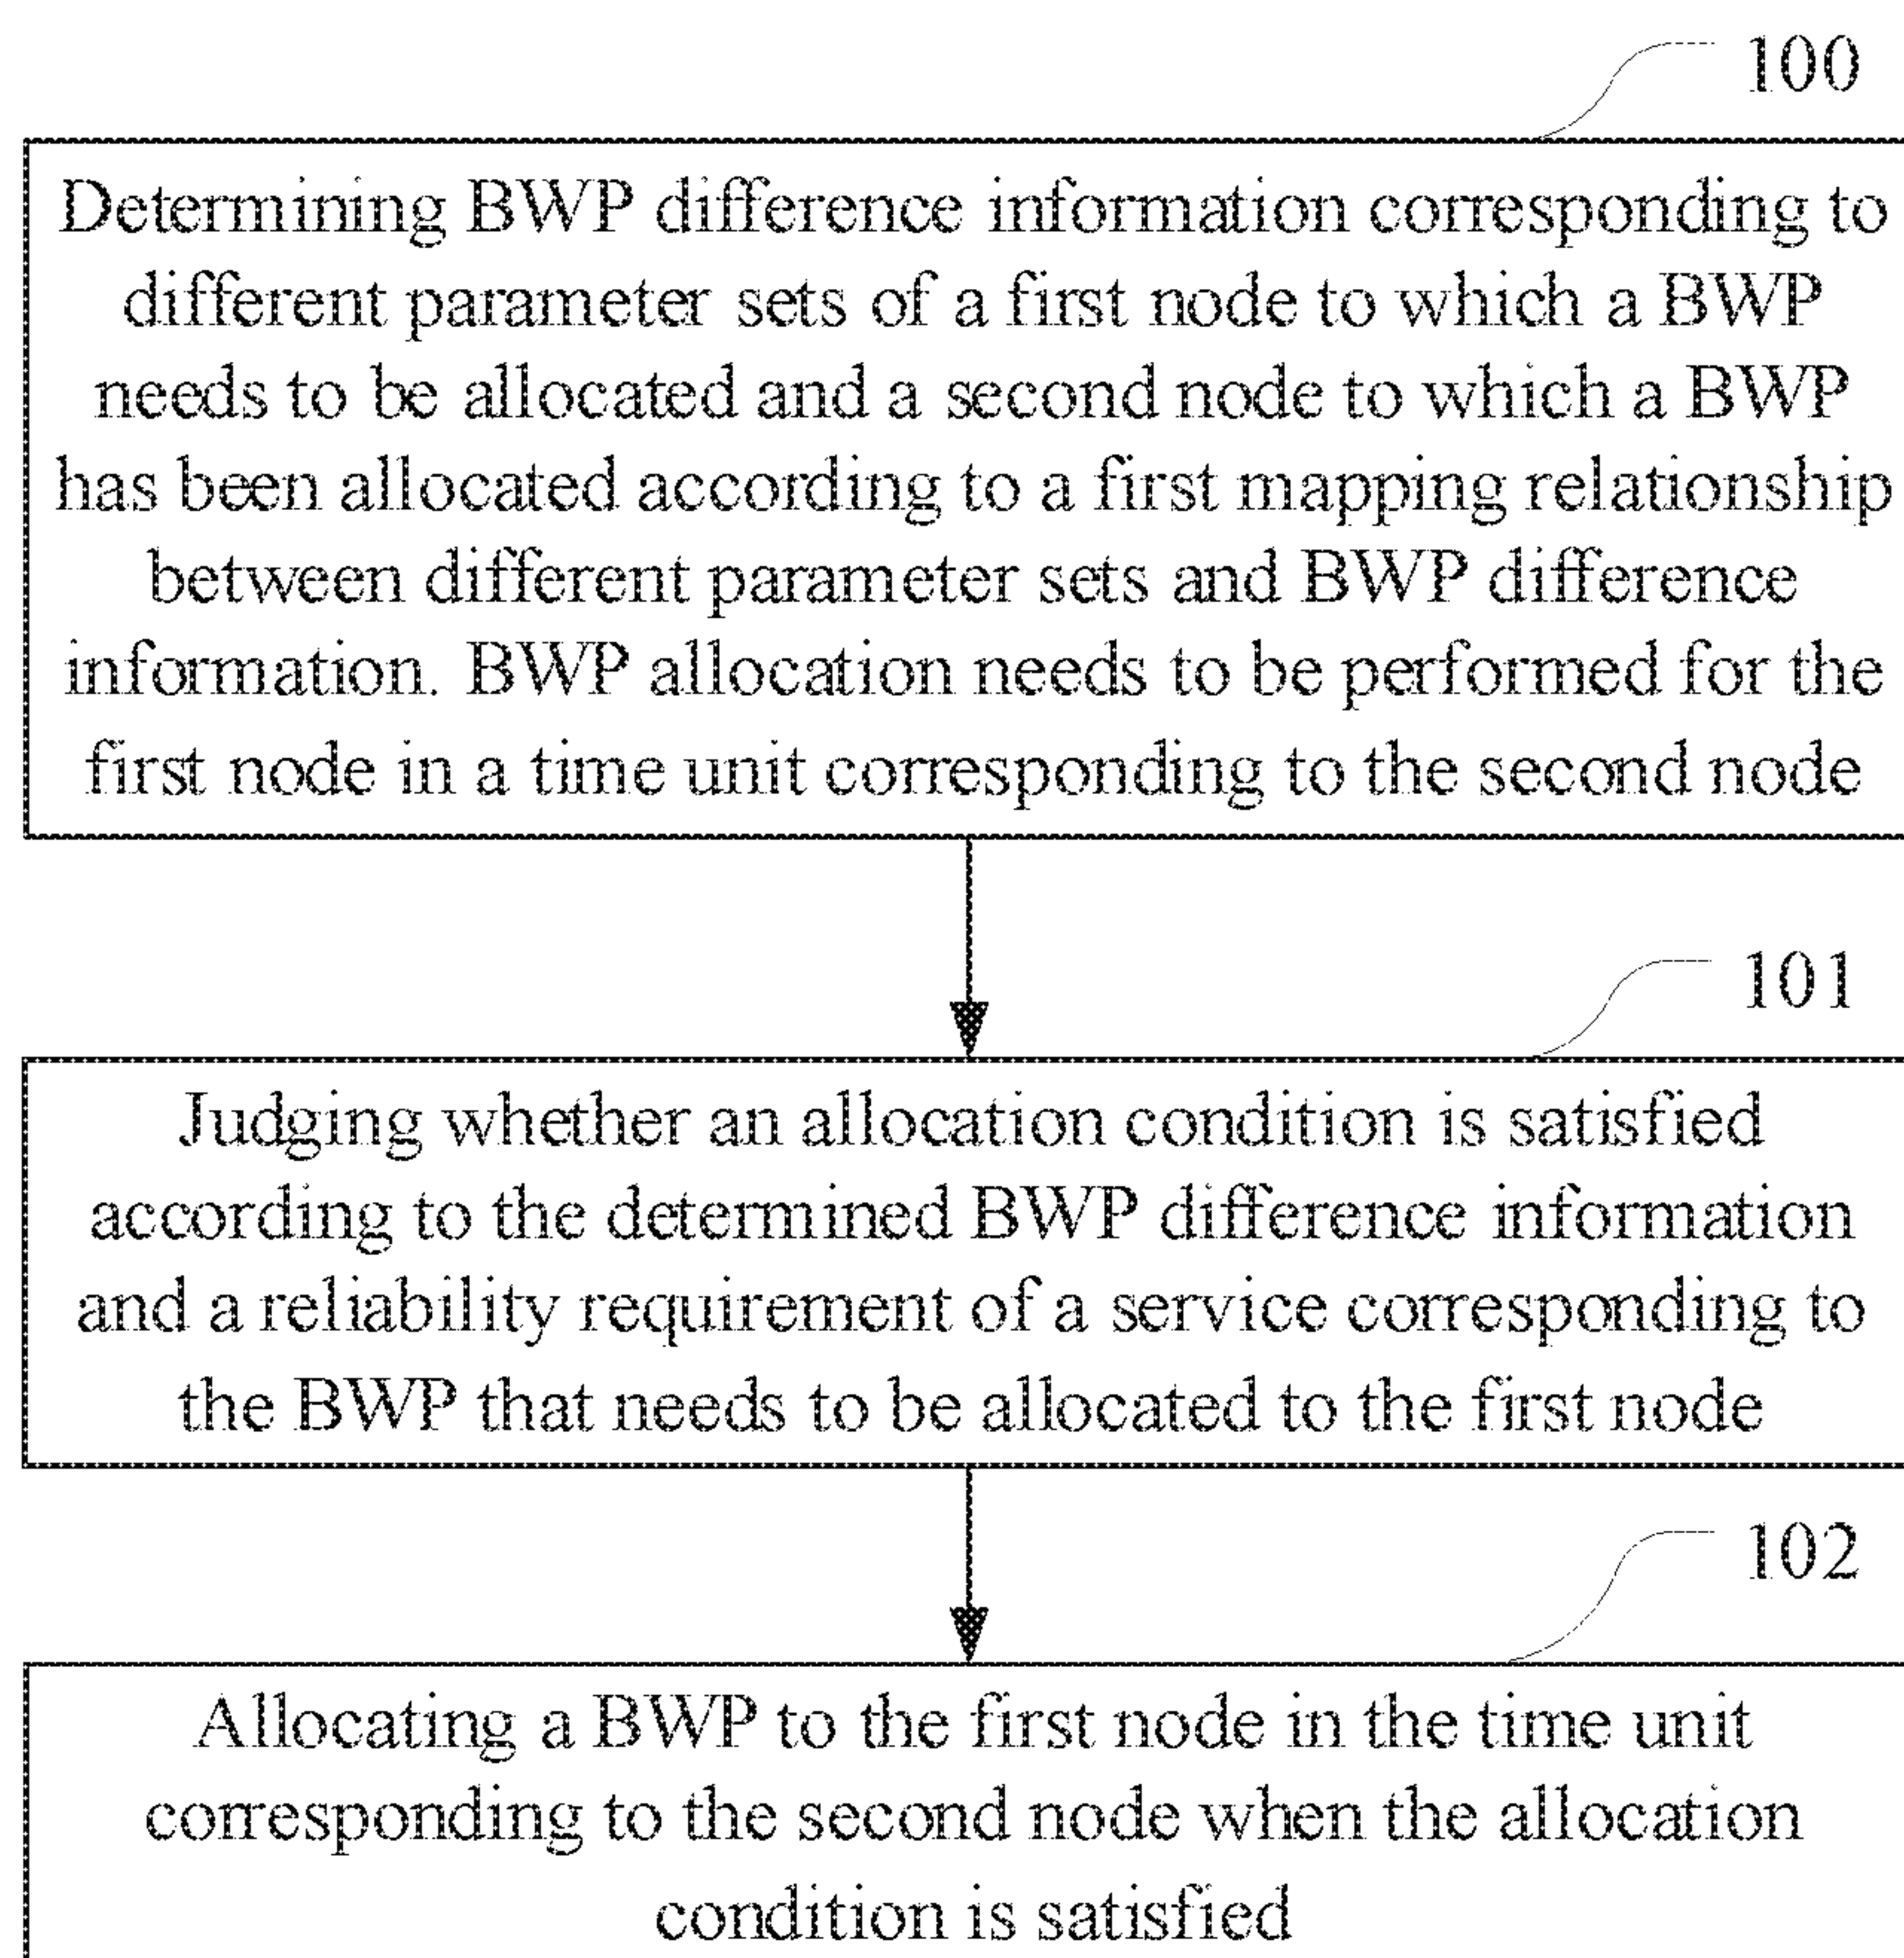 100
Determining BWP difference information corresponding to
different parameter sets of a first node to which a BWP
needs to be allocated and a second node to which a BWP
has been allocated according to a first mapping relationship
between different parameter sets and BWP difference
information. BWP allocation needs to be performed for the
first node in a time unit corresponding to the second node
101
Judging whether an allocation condition is satisfied
according to the determined BWP difference information
and a reliability requirement of a service corresponding to
the BWP that needs to be allocated to the first node
102
Allocating a BWP to the first node in the time unit
corresponding to the second node when the allocation
condition is satisfied